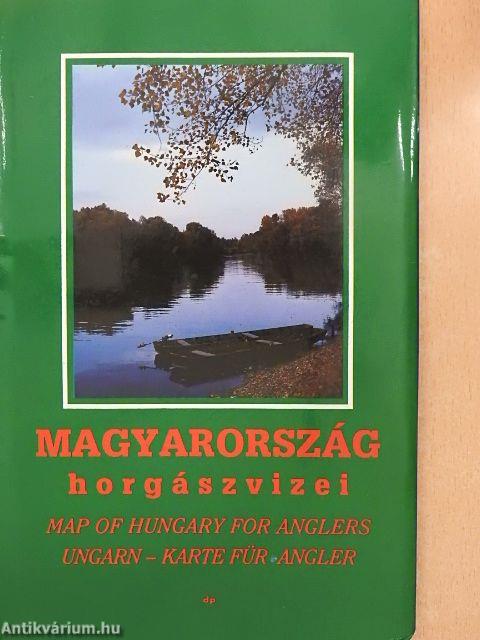 MAGYARORSZÁG
horgászvizei
MAP OF HUNGARY FOR ANGLERS
UNGARN – KARTE FÜR ANGLER
dp
Antikvárium.hu